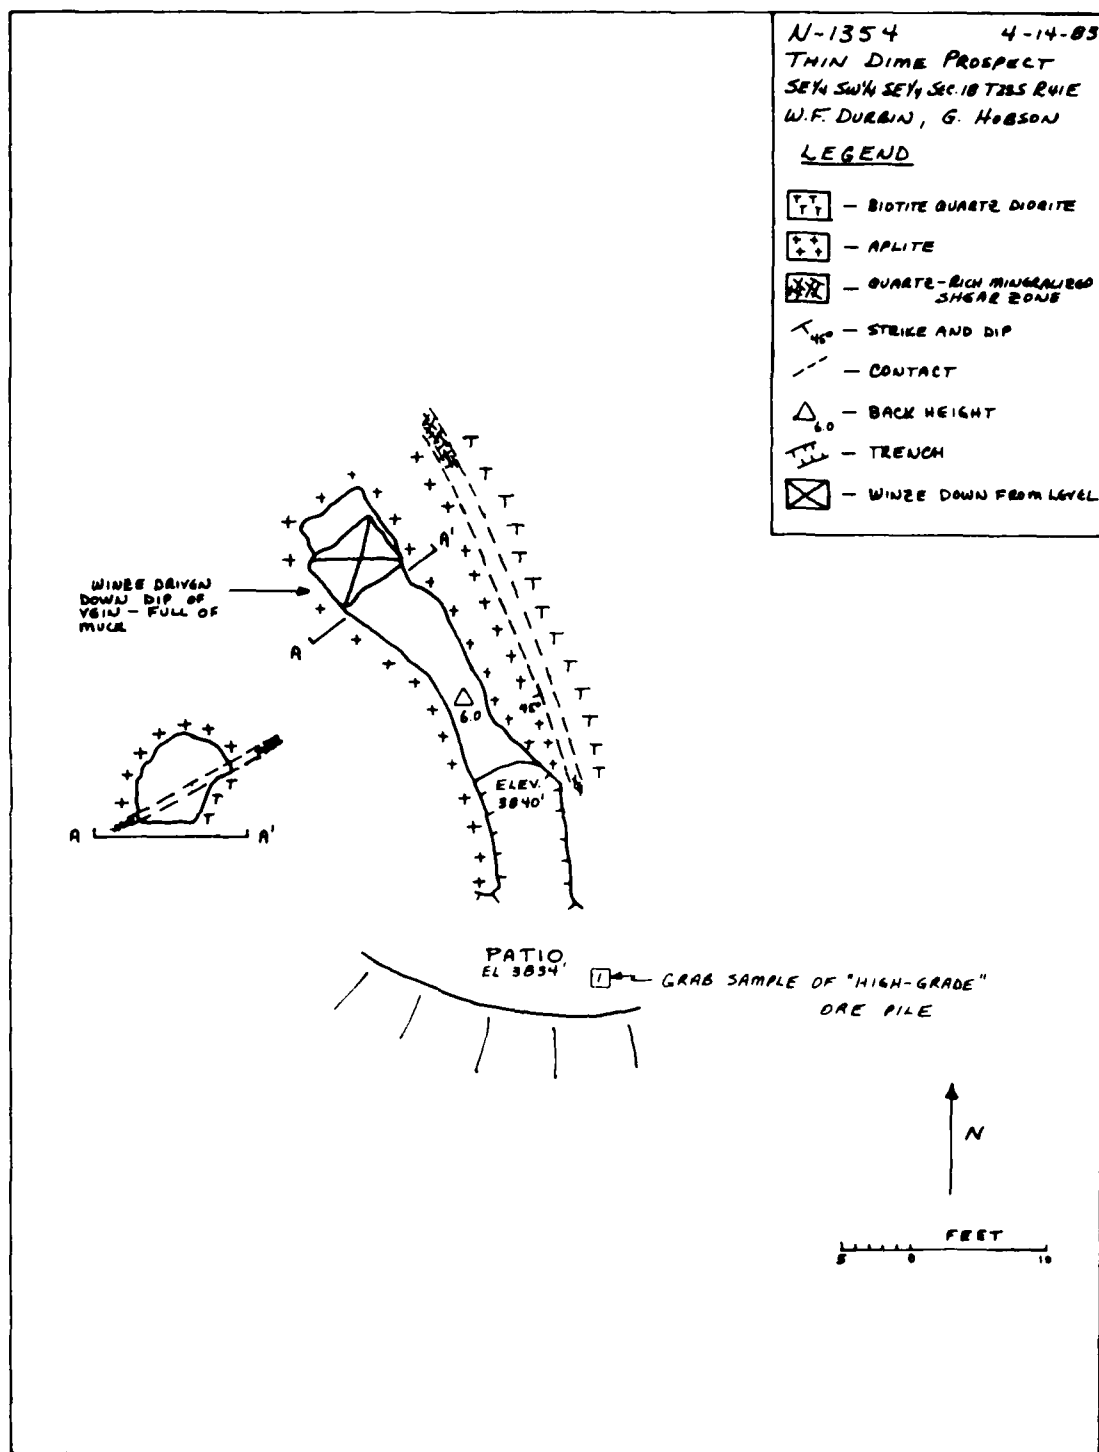 N-1354 4-14-83
THIN DIME PROSPECT
SE¼ SW¼ SE¼ SEC. 18 T28S R41E
W.F. DURBIN, G. HOBSON
LEGEND
— BIOTITE QUARTZ DIORITE
— APLITE
— QUARTZ-RICH MINERALIZED
SHEAR ZONE
45° — STRIKE AND DIP
— CONTACT
6.0 — BACK HEIGHT
— TRENCH
— WINZE DOWN FROM LEVEL
A'
WINZE DRIVEN
DOWN DIP OF
VEIN - FULL OF
MUCK
A
6.0
45°
ELEV.
3840'
A A'
PATIO
EL 3834'
1 GRAB SAMPLE OF "HIGH-GRADE"
ORE PILE
N
FEET
5 0 10